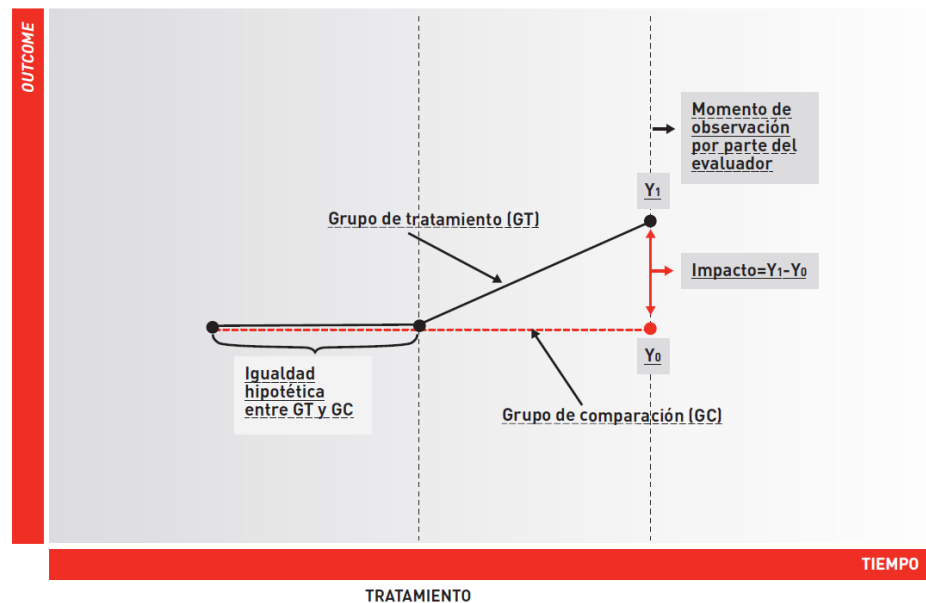 OUTCOME
Momento de
observación
por parte del
evaluador
Y1
Grupo de tratamiento (GT)
Impacto=Y1-Y0
Y0
Igualdad
hipotética
entre GT y GC
Grupo de comparación (GC)
TIEMPO
TRATAMIENTO